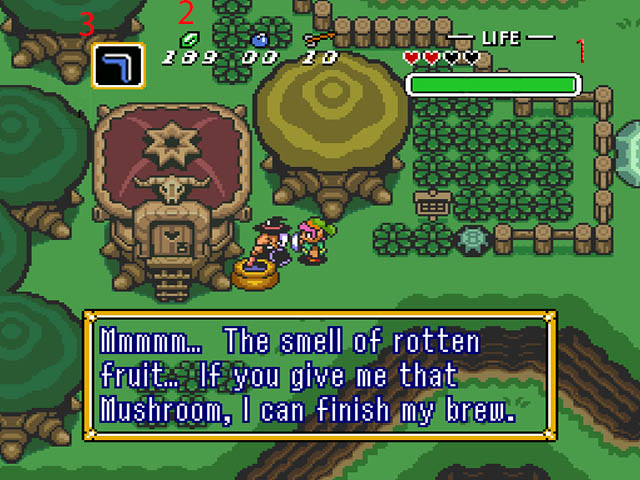 3
2
1
— LIFE —
189 00 10
Mmmmm… The smell of rotten
fruit… If you give me that
Mushroom, I can finish my brew.